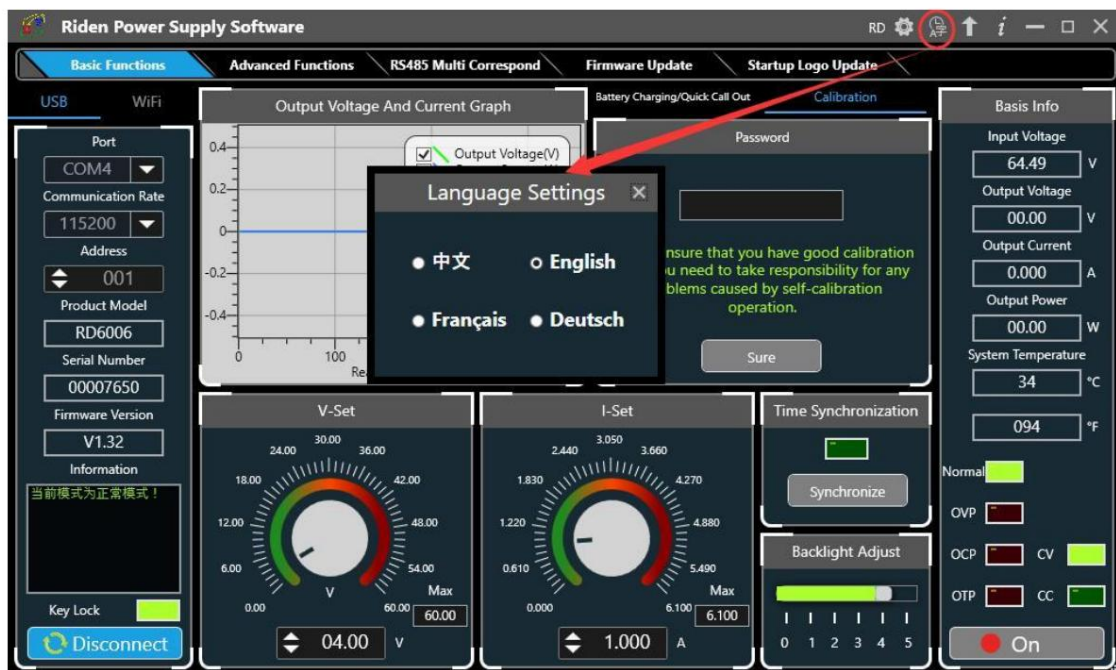 Riden Power Supply Software
RD
Basic Functions
Advanced Functions
RS485 Multi Correspond
Firmware Update
Startup Logo Update
USB
WiFi
Port
COM4
Communication Rate
115200
Address
001
Product Model
RD6006
Serial Number
00007650
Firmware Version
V1.32
Information
当前模式为正常模式！
Key Lock
Disconnect
Output Voltage And Current Graph
0.4
0.2
0
-0.2
-0.4
Output Voltage(V)
0
100
Language Settings
中文
English
Français
Deutsch
Battery Charging/Quick Call Out
Calibration
Password
that you have good calibration
need to take responsibility for any
caused by self-calibration
operation.
Sure
V-Set
0.00
6.00
12.00
18.00
24.00
30.00
36.00
42.00
48.00
54.00
60.00
V
Max
60.00
04.00 V
I-Set
0.000
0.610
1.220
1.830
2.440
3.050
3.660
4.270
4.880
5.490
6.100
A
Max
6.100
1.000 A
Time Synchronization
Synchronize
Backlight Adjust
0 1 2 3 4 5
Basis Info
Input Voltage
64.49 V
Output Voltage
00.00 V
Output Current
0.000 A
Output Power
00.00 W
System Temperature
34 °C
094 °F
Normal
OVP
OCP CV
OTP CC
On